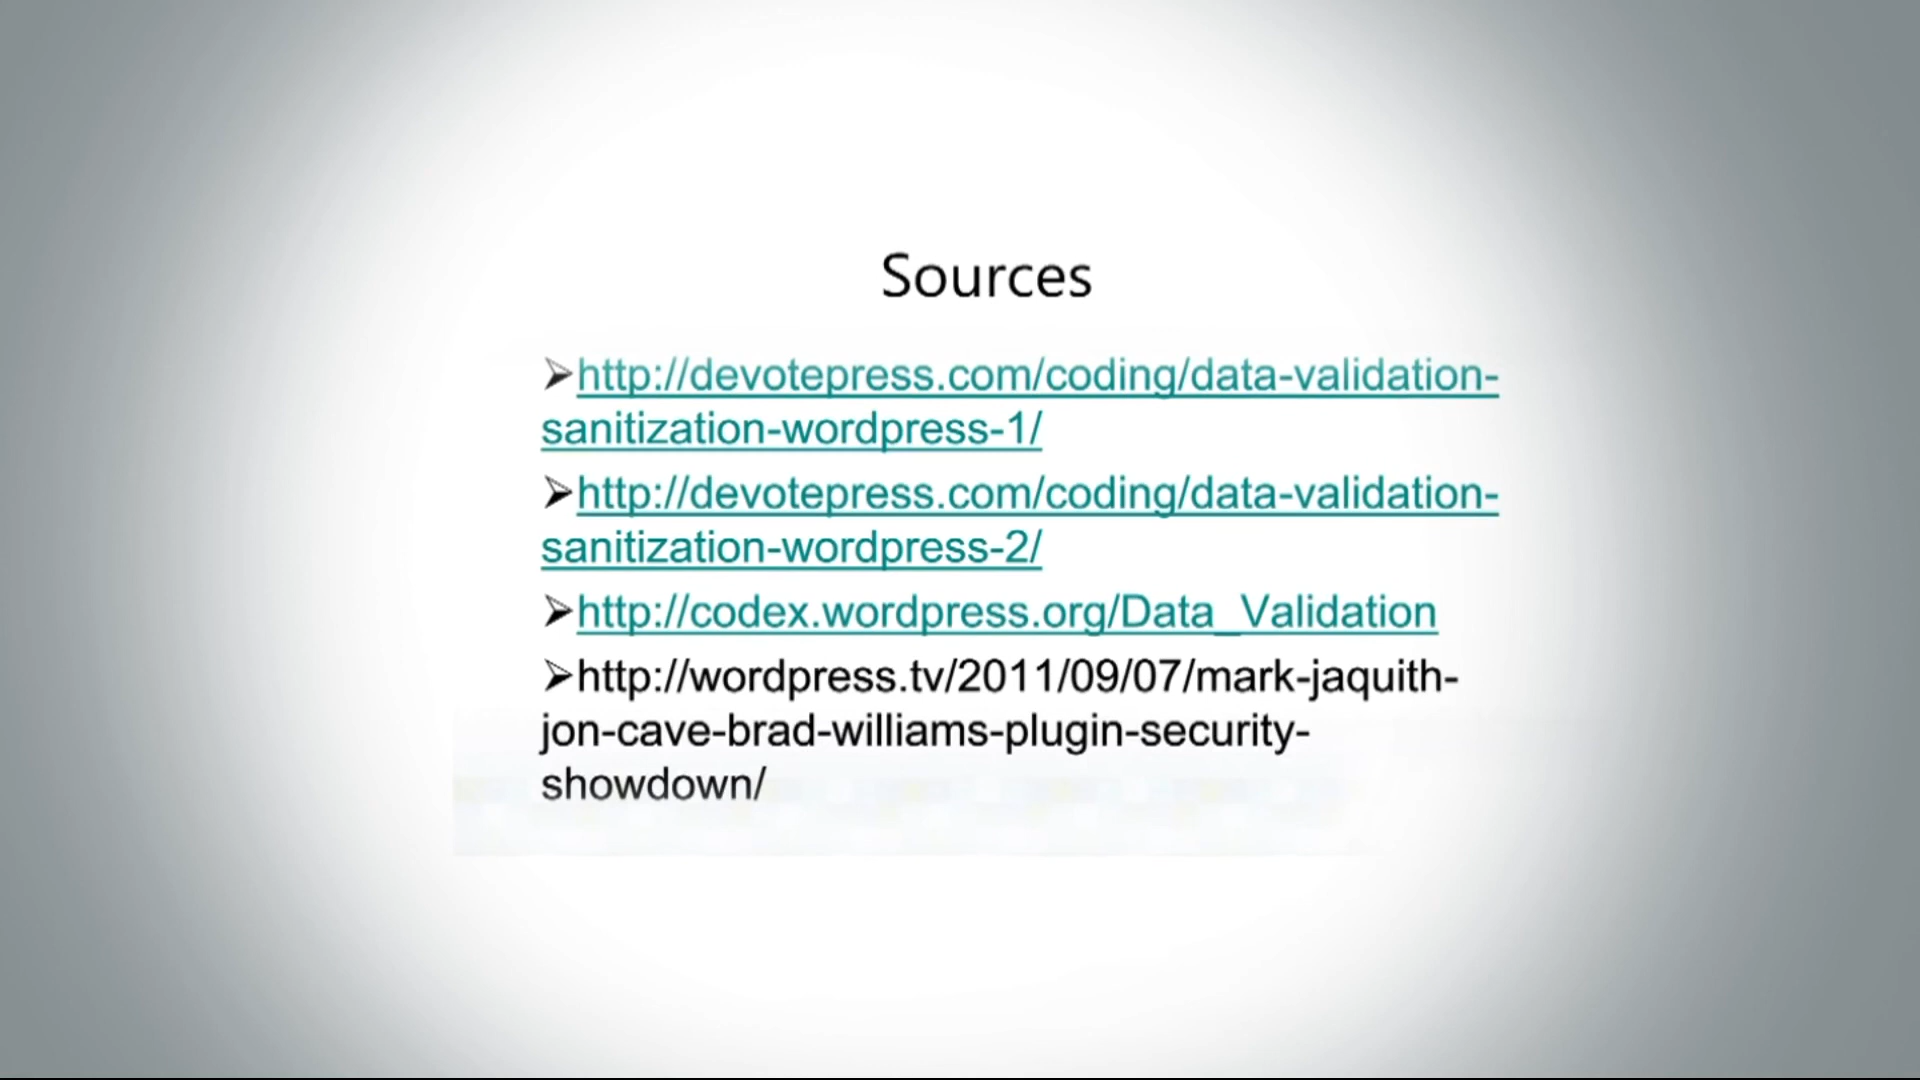 Sources
➢http://devotepress.com/coding/data-validation-
sanitization-wordpress-1/
➢http://devotepress.com/coding/data-validation-
sanitization-wordpress-2/
➢http://codex.wordpress.org/Data_Validation
➢http://wordpress.tv/2011/09/07/mark-jaquith-
jon-cave-brad-williams-plugin-security-
showdown/